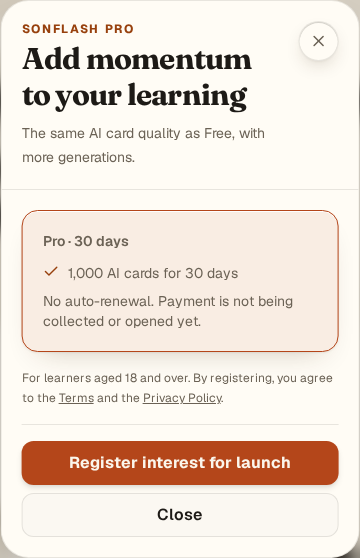 SONFLASH PRO
Add momentum
to your learning
The same AI card quality as Free, with
more generations.
Pro · 30 days
1,000 AI cards for 30 days
No auto-renewal. Payment is not being
collected or opened yet.
For learners aged 18 and over. By registering, you agree
to the Terms and the Privacy Policy.
Register interest for launch
Close